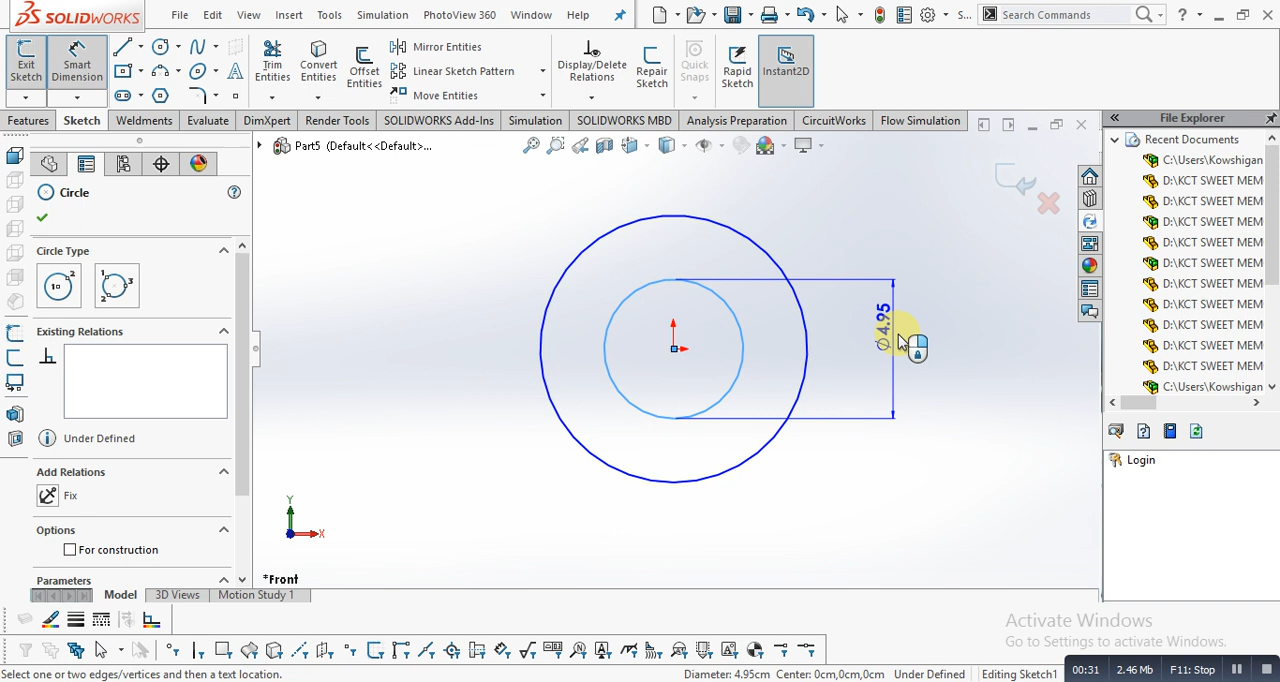 SOLIDWORKS
File Edit View Insert Tools Simulation PhotoView 360 Window Help
S...
Search Commands
?
Exit Sketch
Smart Dimension
Trim Entities
Convert Entities
Offset Entities
Mirror Entities
Linear Sketch Pattern
Move Entities
Display/Delete Relations
Repair Sketch
Quick Snaps
Rapid Sketch
Instant2D
Features Sketch Weldments Evaluate DimXpert Render Tools SOLIDWORKS Add-Ins Simulation SOLIDWORKS MBD Analysis Preparation CircuitWorks Flow Simulation
File Explorer
Part5 (Default<<Default>...
Recent Documents
C:\Users\Kowshigan
D:\KCT SWEET MEM
D:\KCT SWEET MEM
C:\Users\Kowshigan
D:\KCT SWEET MEM
D:\KCT SWEET MEM
D:\KCT SWEET MEM
D:\KCT SWEET MEM
D:\KCT SWEET MEM
D:\KCT SWEET MEM
D:\KCT SWEET MEM
C:\Users\Kowshigan
Login
Circle
Circle Type
Existing Relations
Under Defined
Add Relations
Fix
Options
For construction
Parameters
Ø4.95
Y
X
*Front
Model 3D Views Motion Study 1
Activate Windows
Go to Settings to activate Windows.
Select one or two edges/vertices and then a text location.
Diameter: 4.95cm Center: 0cm,0cm,0cm Under Defined Editing Sketch1
00:31 2.46 MB F11: Stop